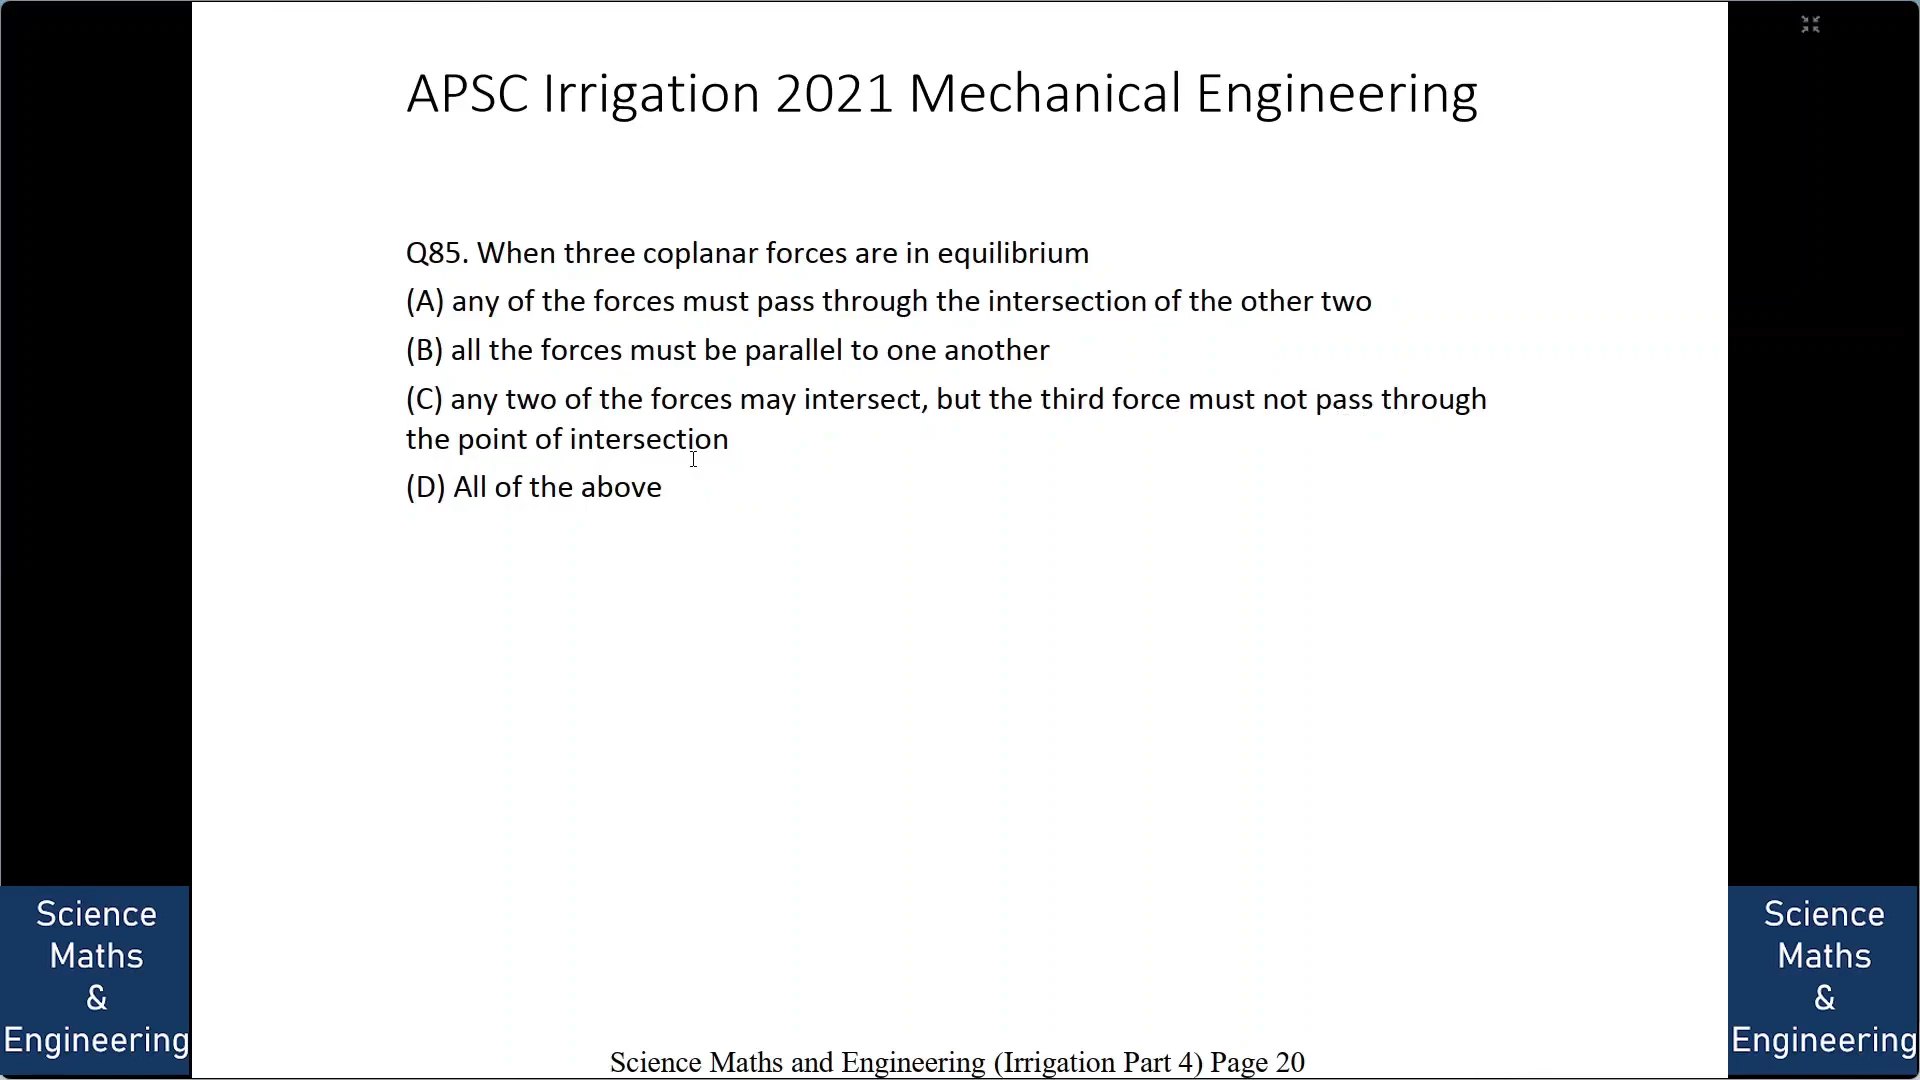 APSC Irrigation 2021 Mechanical Engineering
Q85. When three coplanar forces are in equilibrium
(A) any of the forces must pass through the intersection of the other two
(B) all the forces must be parallel to one another
(C) any two of the forces may intersect, but the third force must not pass through
the point of intersection
(D) All of the above
Science
Maths
&
Engineering
Science
Maths
&
Engineering
Science Maths and Engineering (Irrigation Part 4) Page 20